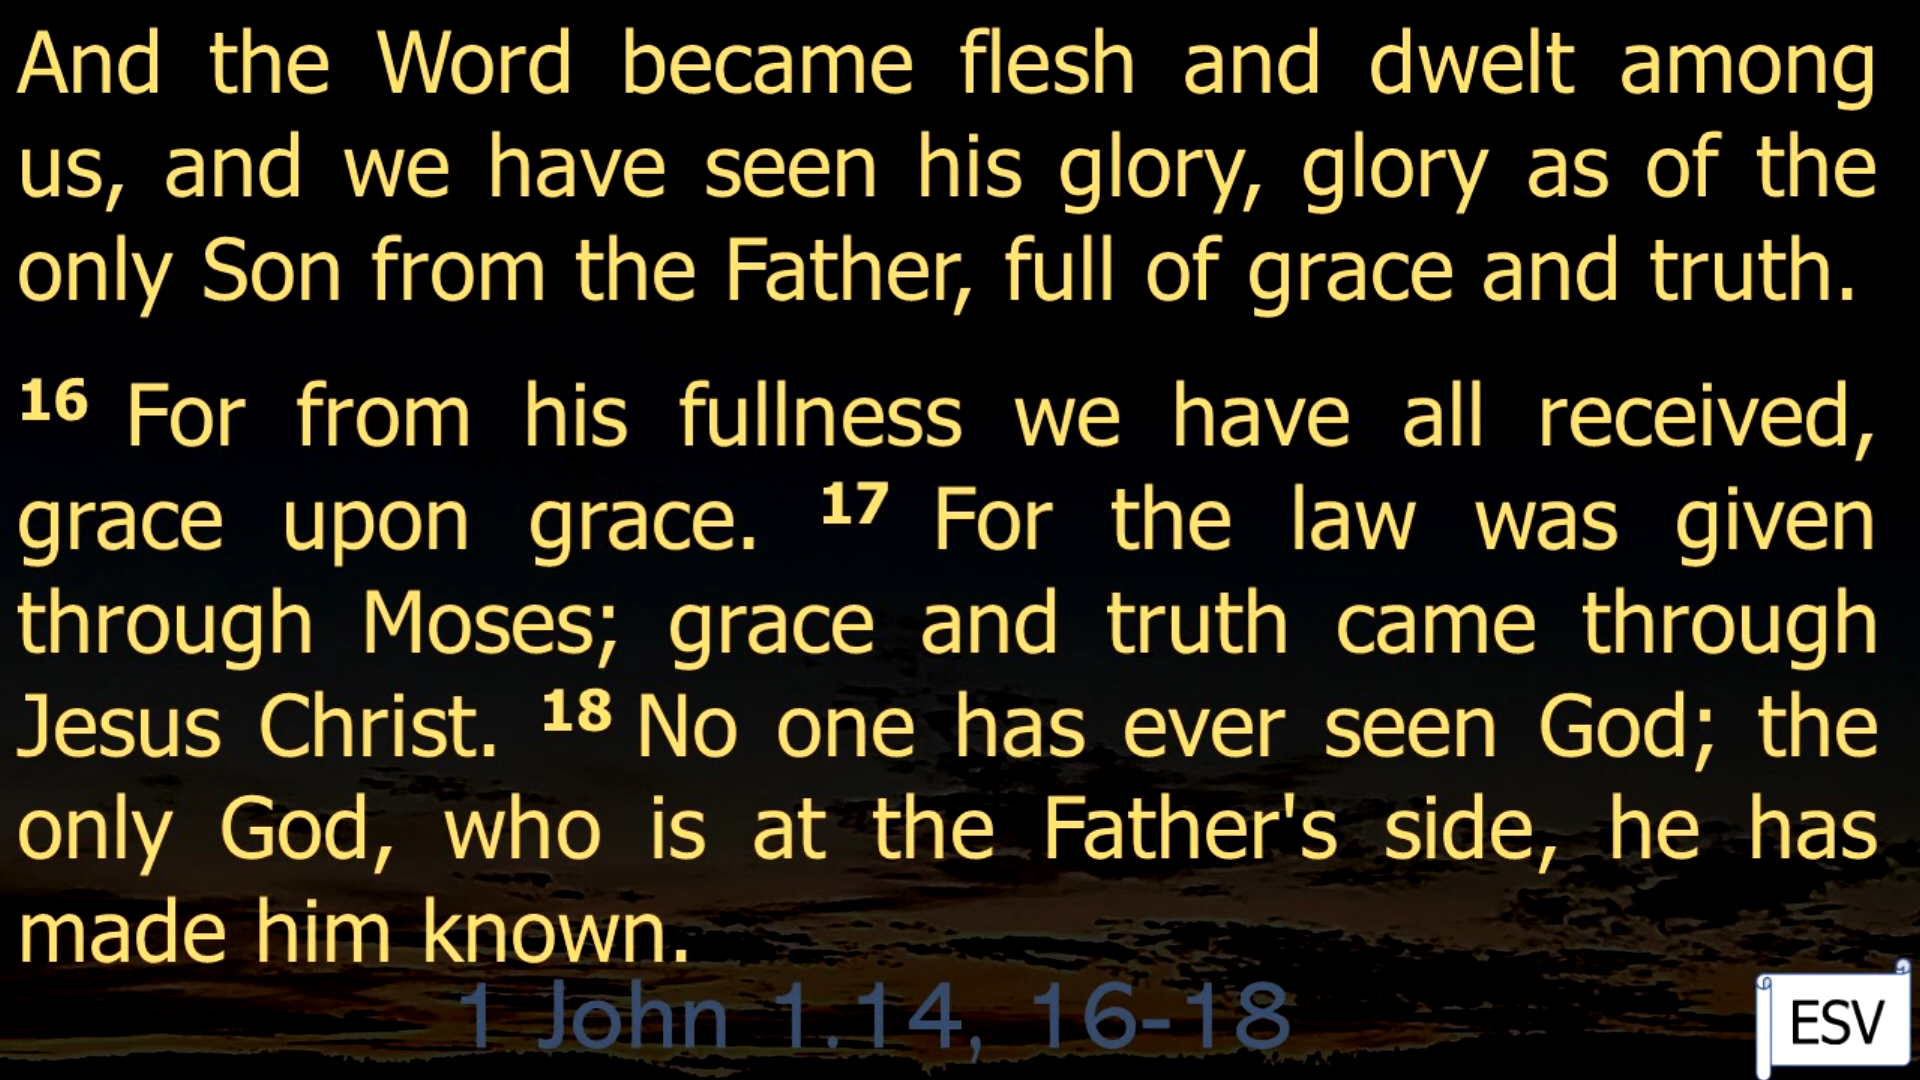 And the Word became flesh and dwelt among
us, and we have seen his glory, glory as of the
only Son from the Father, full of grace and truth.
16 For from his fullness we have all received,
grace upon grace. 17 For the law was given
through Moses; grace and truth came through
Jesus Christ. 18 No one has ever seen God; the
only God, who is at the Father's side, he has
made him known.
1 John 1.14, 16-18
ESV